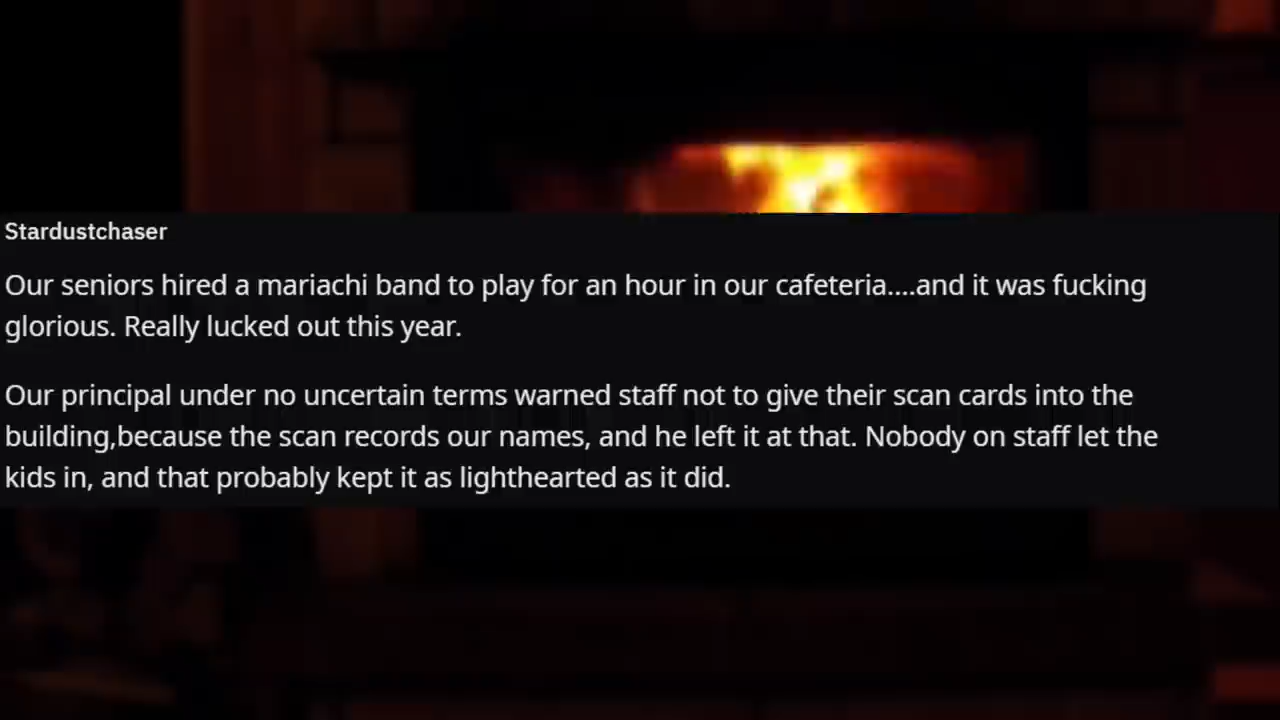 Stardustchaser
Our seniors hired a mariachi band to play for an hour in our cafeteria....and it was fucking
glorious. Really lucked out this year.
Our principal under no uncertain terms warned staff not to give their scan cards into the
building,because the scan records our names, and he left it at that. Nobody on staff let the
kids in, and that probably kept it as lighthearted as it did.